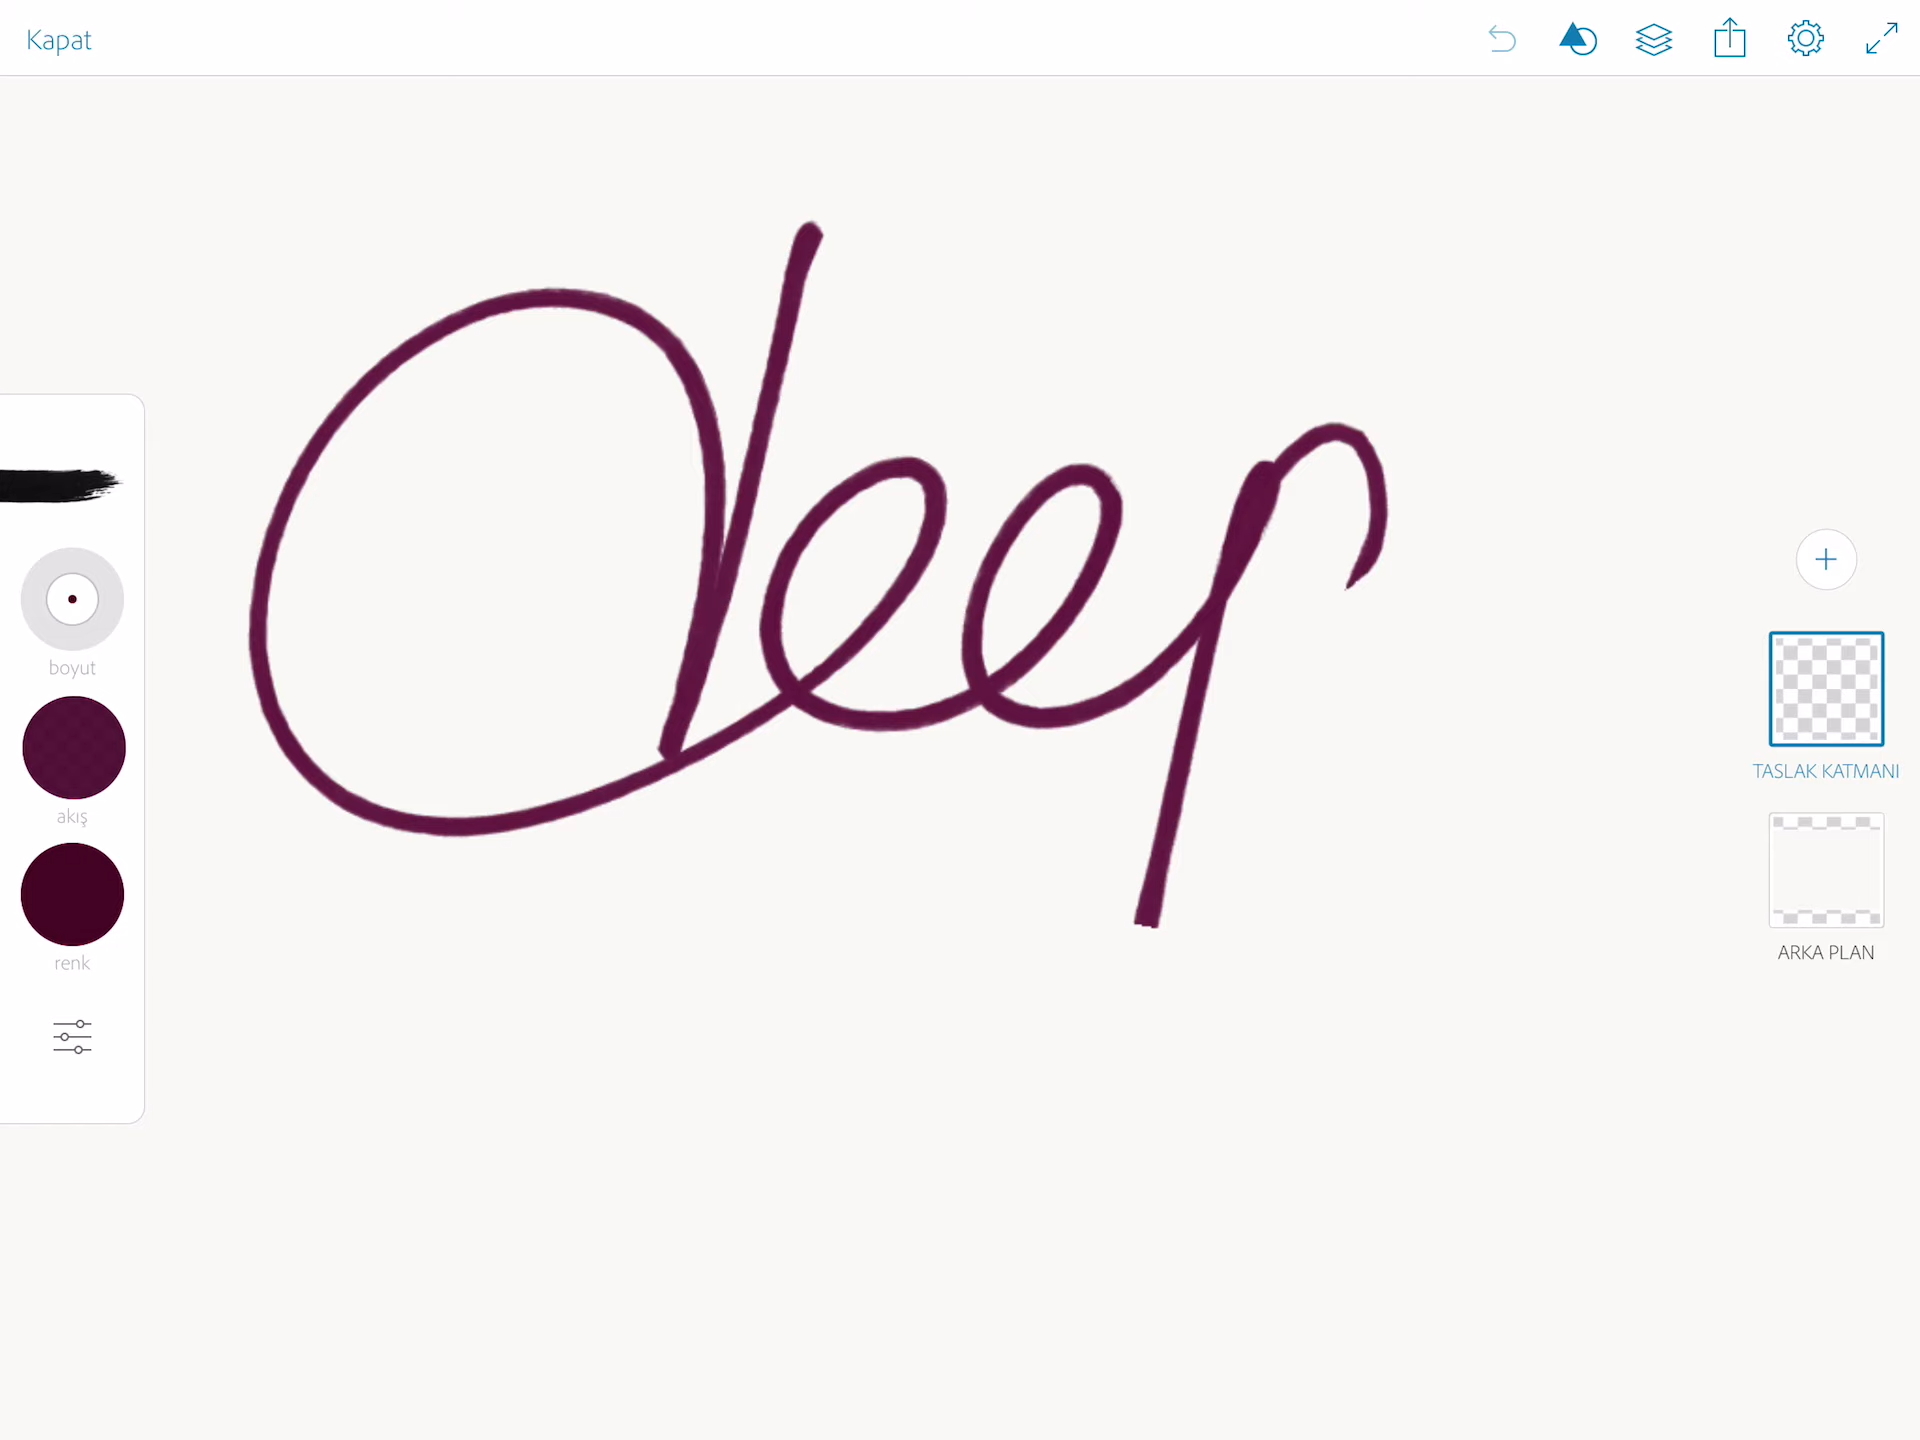 Kapat
deep
boyut
akış
renk
TASLAK KATMANI
ARKA PLAN